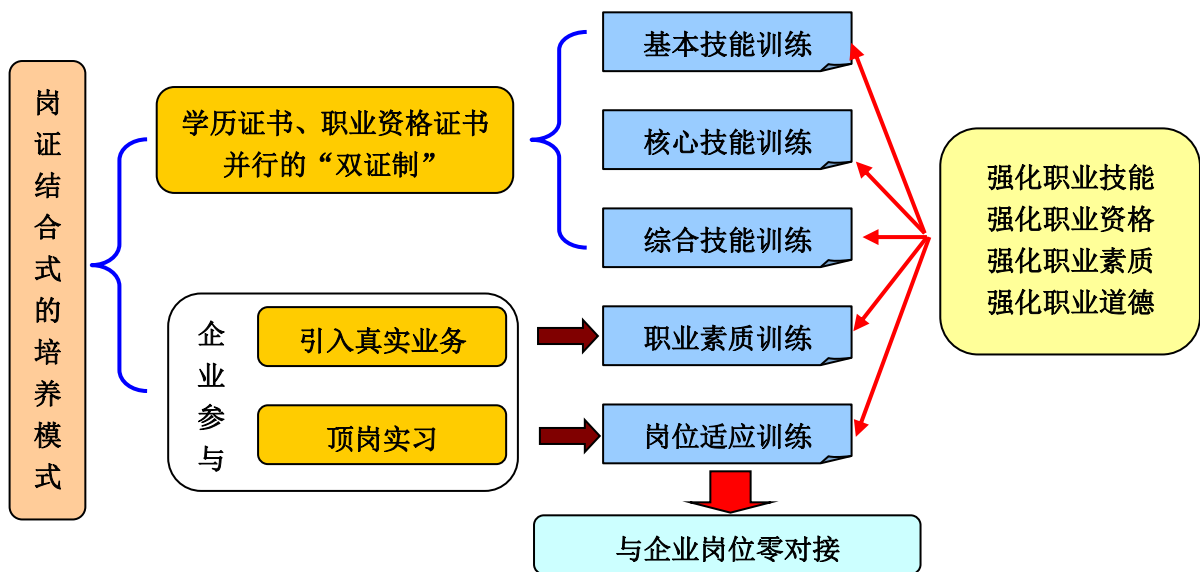 岗证结合式的培养模式
学历证书、职业资格证书
并行的“双证制”
企业参与
引入真实业务
顶岗实习
基本技能训练
核心技能训练
综合技能训练
职业素质训练
岗位适应训练
强化职业技能
强化职业资格
强化职业素质
强化职业道德
与企业岗位零对接